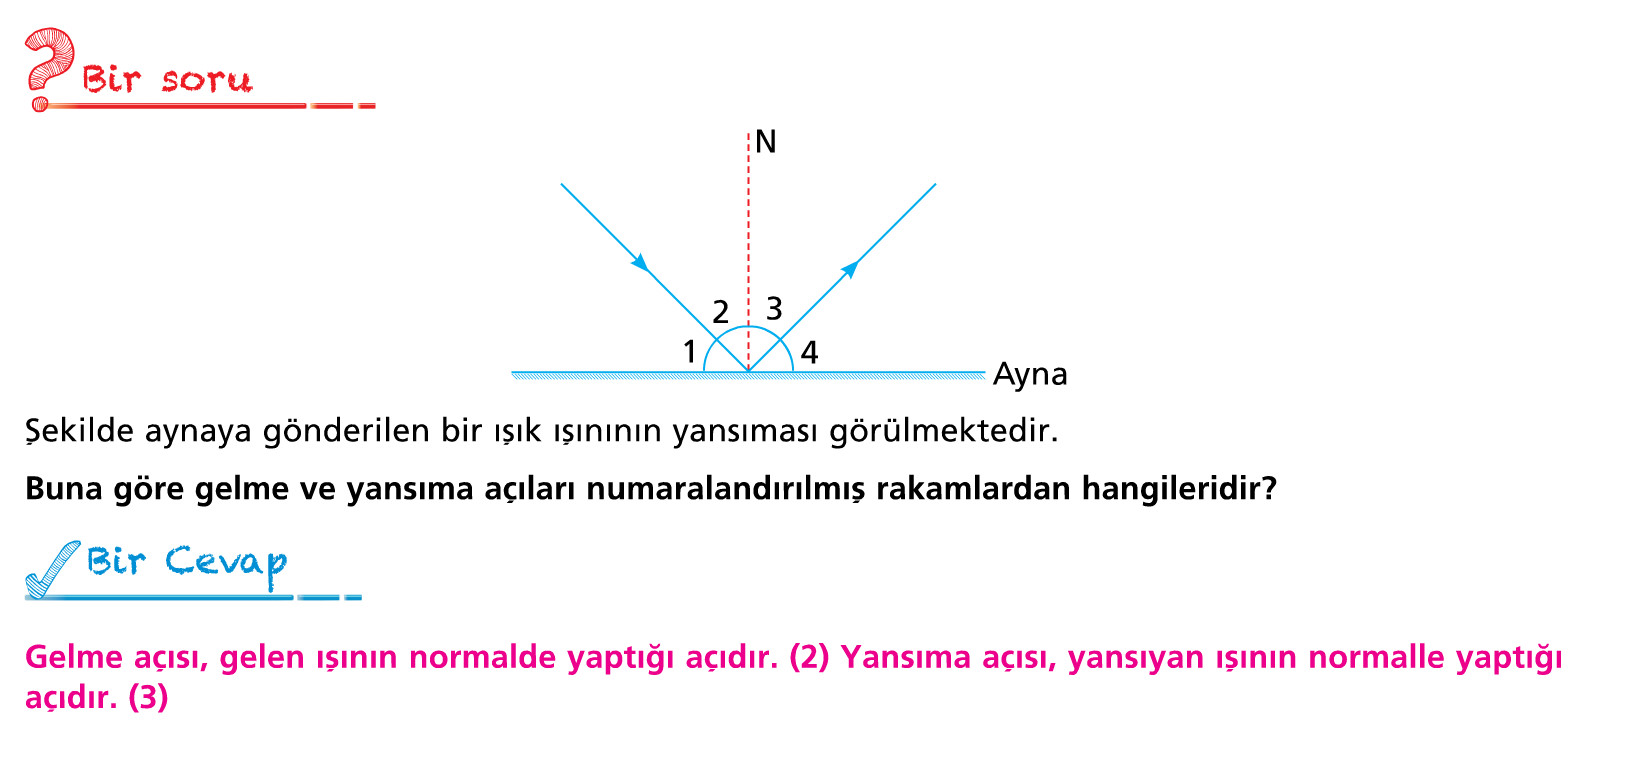 ?
Bir soru
N
2 3
1 4
Ayna
Şekilde aynaya gönderilen bir ışık ışınının yansıması görülmektedir.
Buna göre gelme ve yansıma açıları numaralandırılmış rakamlardan hangileridir?
Bir Cevap
Gelme açısı, gelen ışının normalde yaptığı açıdır. (2) Yansıma açısı, yansıyan ışının normalle yaptığı
açıdır. (3)